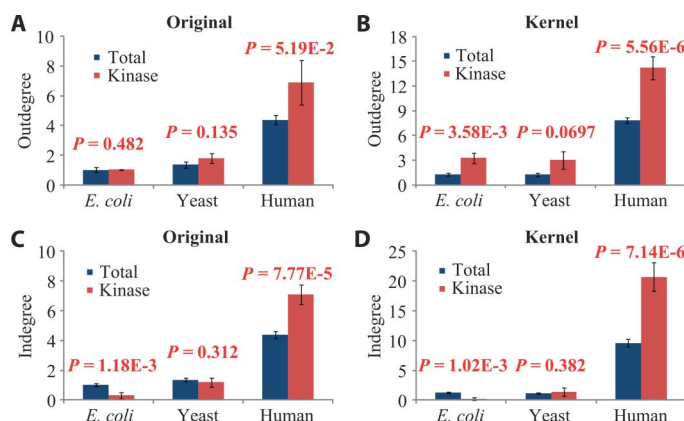 A
Original
Outdegree
10
8
6
4
2
0
Total
Kinase
P = 0.482
P = 0.135
P = 5.19E-2
E. coli
Yeast
Human
B
Kernel
Outdegree
18
15
12
9
6
3
0
Total
Kinase
P = 3.58E-3
P = 0.0697
P = 5.56E-6
E. coli
Yeast
Human
C
Original
Indegree
10
8
6
4
2
0
Total
Kinase
P = 1.18E-3
P = 0.312
P = 7.77E-5
E. coli
Yeast
Human
D
Kernel
Indegree
25
20
15
10
5
0
Total
Kinase
P = 1.02E-3
P = 0.382
P = 7.14E-6
E. coli
Yeast
Human